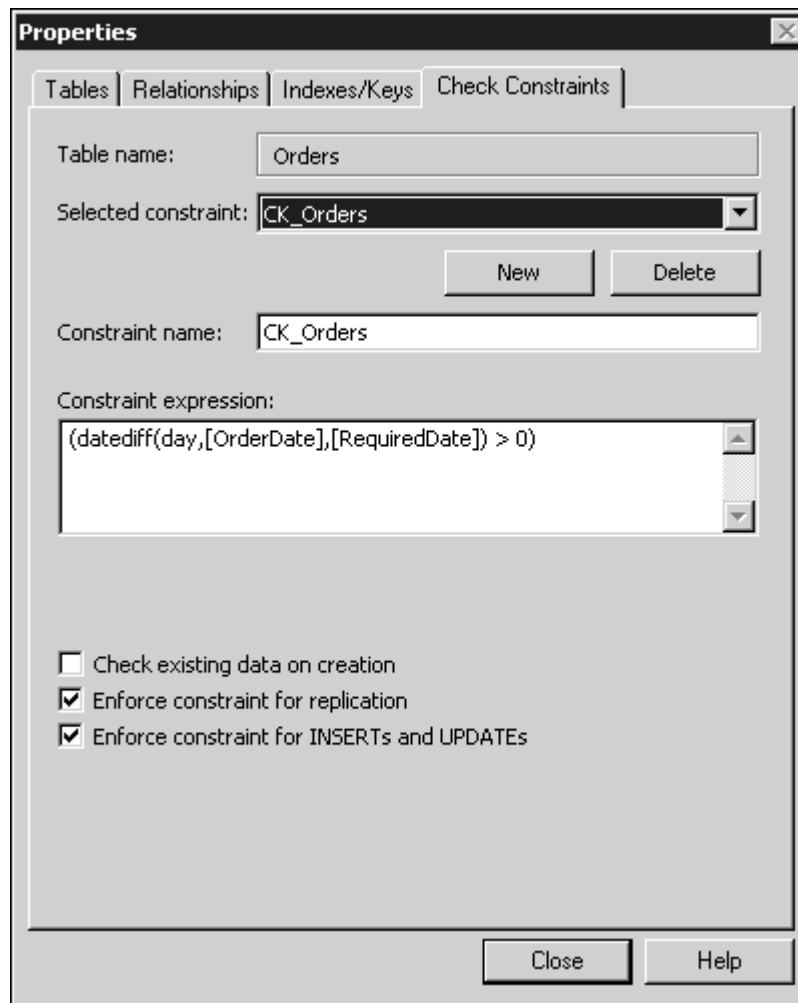 Properties
Tables Relationships Indexes/Keys Check Constraints
Table name: Orders
Selected constraint: CK_Orders
New Delete
Constraint name: CK_Orders
Constraint expression:
(datediff(day,[OrderDate],[RequiredDate]) > 0)
Check existing data on creation
Enforce constraint for replication
Enforce constraint for INSERTs and UPDATEs
Close Help